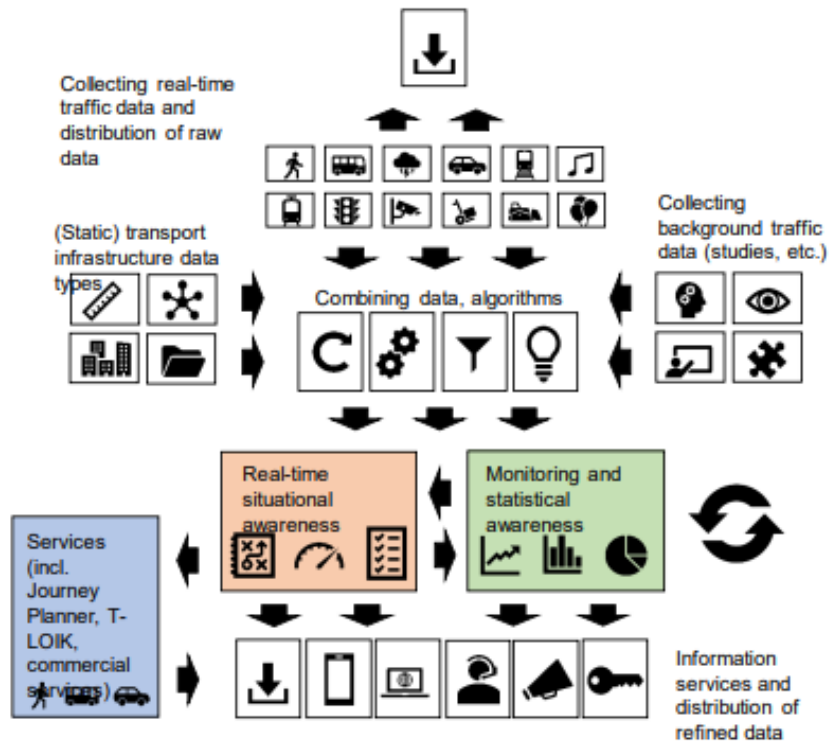 Collecting real-time
traffic data and
distribution of raw
data
(Static) transport
infrastructure data
types
Collecting
background traffic
data (studies, etc.)
Combining data, algorithms
Real-time
situational
awareness
Monitoring and
statistical
awareness
Services
(incl.
Journey
Planner, T-
LOIK,
commercial
services)
Information
services and
distribution of
refined data